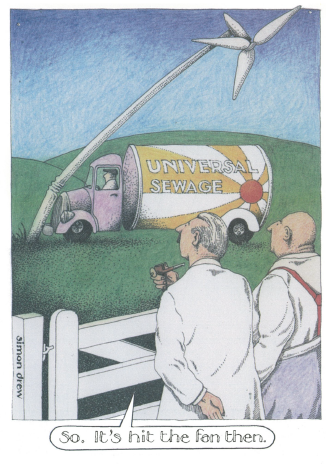 UNIVERSAL
SEWAGE
simon drew
So. It's hit the fan then.